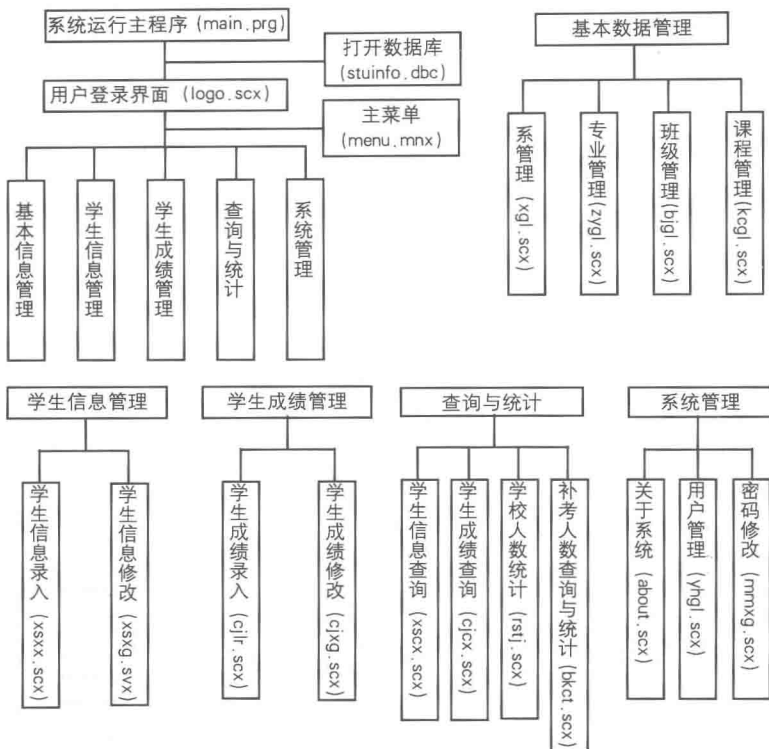 系统运行主程序(main.prg)
打开数据库
(stuinfo.dbc)
用户登录界面 (logo.scx)
主菜单
(menu.mnx)
基本信息管理
学生信息管理
学生成绩管理
查询与统计
系统管理
基本数据管理
系管理 (xgl.scx)
专业管理(zygl.scx)
班级管理(bjgl.scx)
课程管理(kcgl.scx)
学生信息管理
学生信息录入 (xsxx.scx)
学生信息修改 (xsxg.svx)
学生成绩管理
学生成绩录入 (cjlr.scx)
学生成绩修改 (cjxg.scx)
查询与统计
学生信息查询 (xscx.scx)
学生成绩查询 (cjcx.scx)
学校人数统计 (rstj.scx)
补考人数查询与统计(bkct.scx)
系统管理
关于系统 (about.scx)
用户管理 (yhgl.scx)
密码修改 (mmxg.scx)